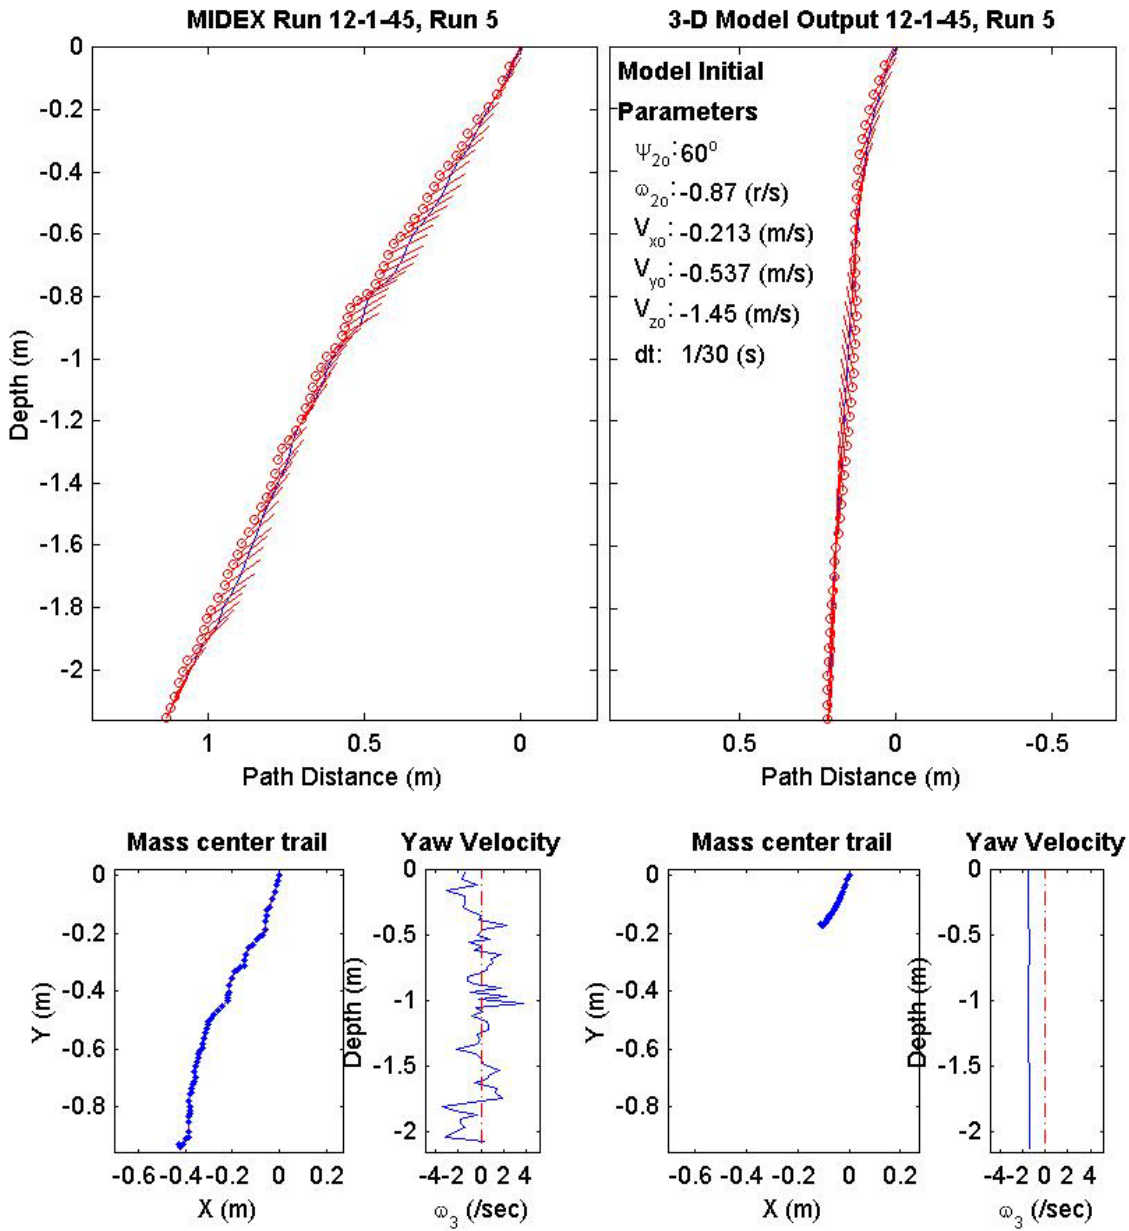 MIDEX Run 12-1-45, Run 5
3-D Model Output 12-1-45, Run 5
0
-0.2
-0.4
-0.6
-0.8
-1
-1.2
-1.4
-1.6
-1.8
-2
Depth (m)
1
0.5
0
Path Distance (m)
Model Initial
Parameters
Ψ2o: 60°
ω2o: -0.87 (r/s)
Vxo: -0.213 (m/s)
Vyo: -0.537 (m/s)
Vzo: -1.45 (m/s)
dt: 1/30 (s)
0.5
0
-0.5
Path Distance (m)
Mass center trail
0
-0.2
-0.4
-0.6
-0.8
Y (m)
-0.6 -0.4 -0.2 0 0.2
X (m)
Yaw Velocity
0
-0.5
-1
-1.5
-2
Depth (m)
-4 -2 0 2 4
ω3 (/sec)
Mass center trail
0
-0.2
-0.4
-0.6
-0.8
Y (m)
-0.6 -0.4 -0.2 0 0.2
X (m)
Yaw Velocity
0
-0.5
-1
-1.5
-2
Depth (m)
-4 -2 0 2 4
ω3 (/sec)